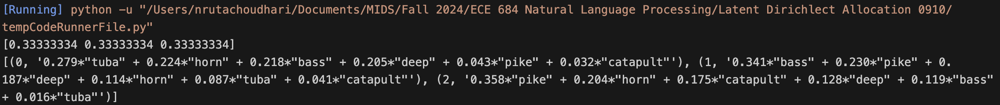 [Running] python -u "/Users/nrutachoudhari/Documents/MIDS/Fall 2024/ECE 684 Natural Language Processing/Latent Dirichlect Allocation 0910/
tempCodeRunnerFile.py"
[0.33333334 0.33333334 0.33333334]
[(0, '0.279*"tuba" + 0.224*"horn" + 0.218*"bass" + 0.205*"deep" + 0.043*"pike" + 0.032*"catapult"'), (1, '0.341*"bass" + 0.230*"pike" + 0.
187*"deep" + 0.114*"horn" + 0.087*"tuba" + 0.041*"catapult"'), (2, '0.358*"pike" + 0.204*"horn" + 0.175*"catapult" + 0.128*"deep" + 0.119*"bass"
+ 0.016*"tuba"')]